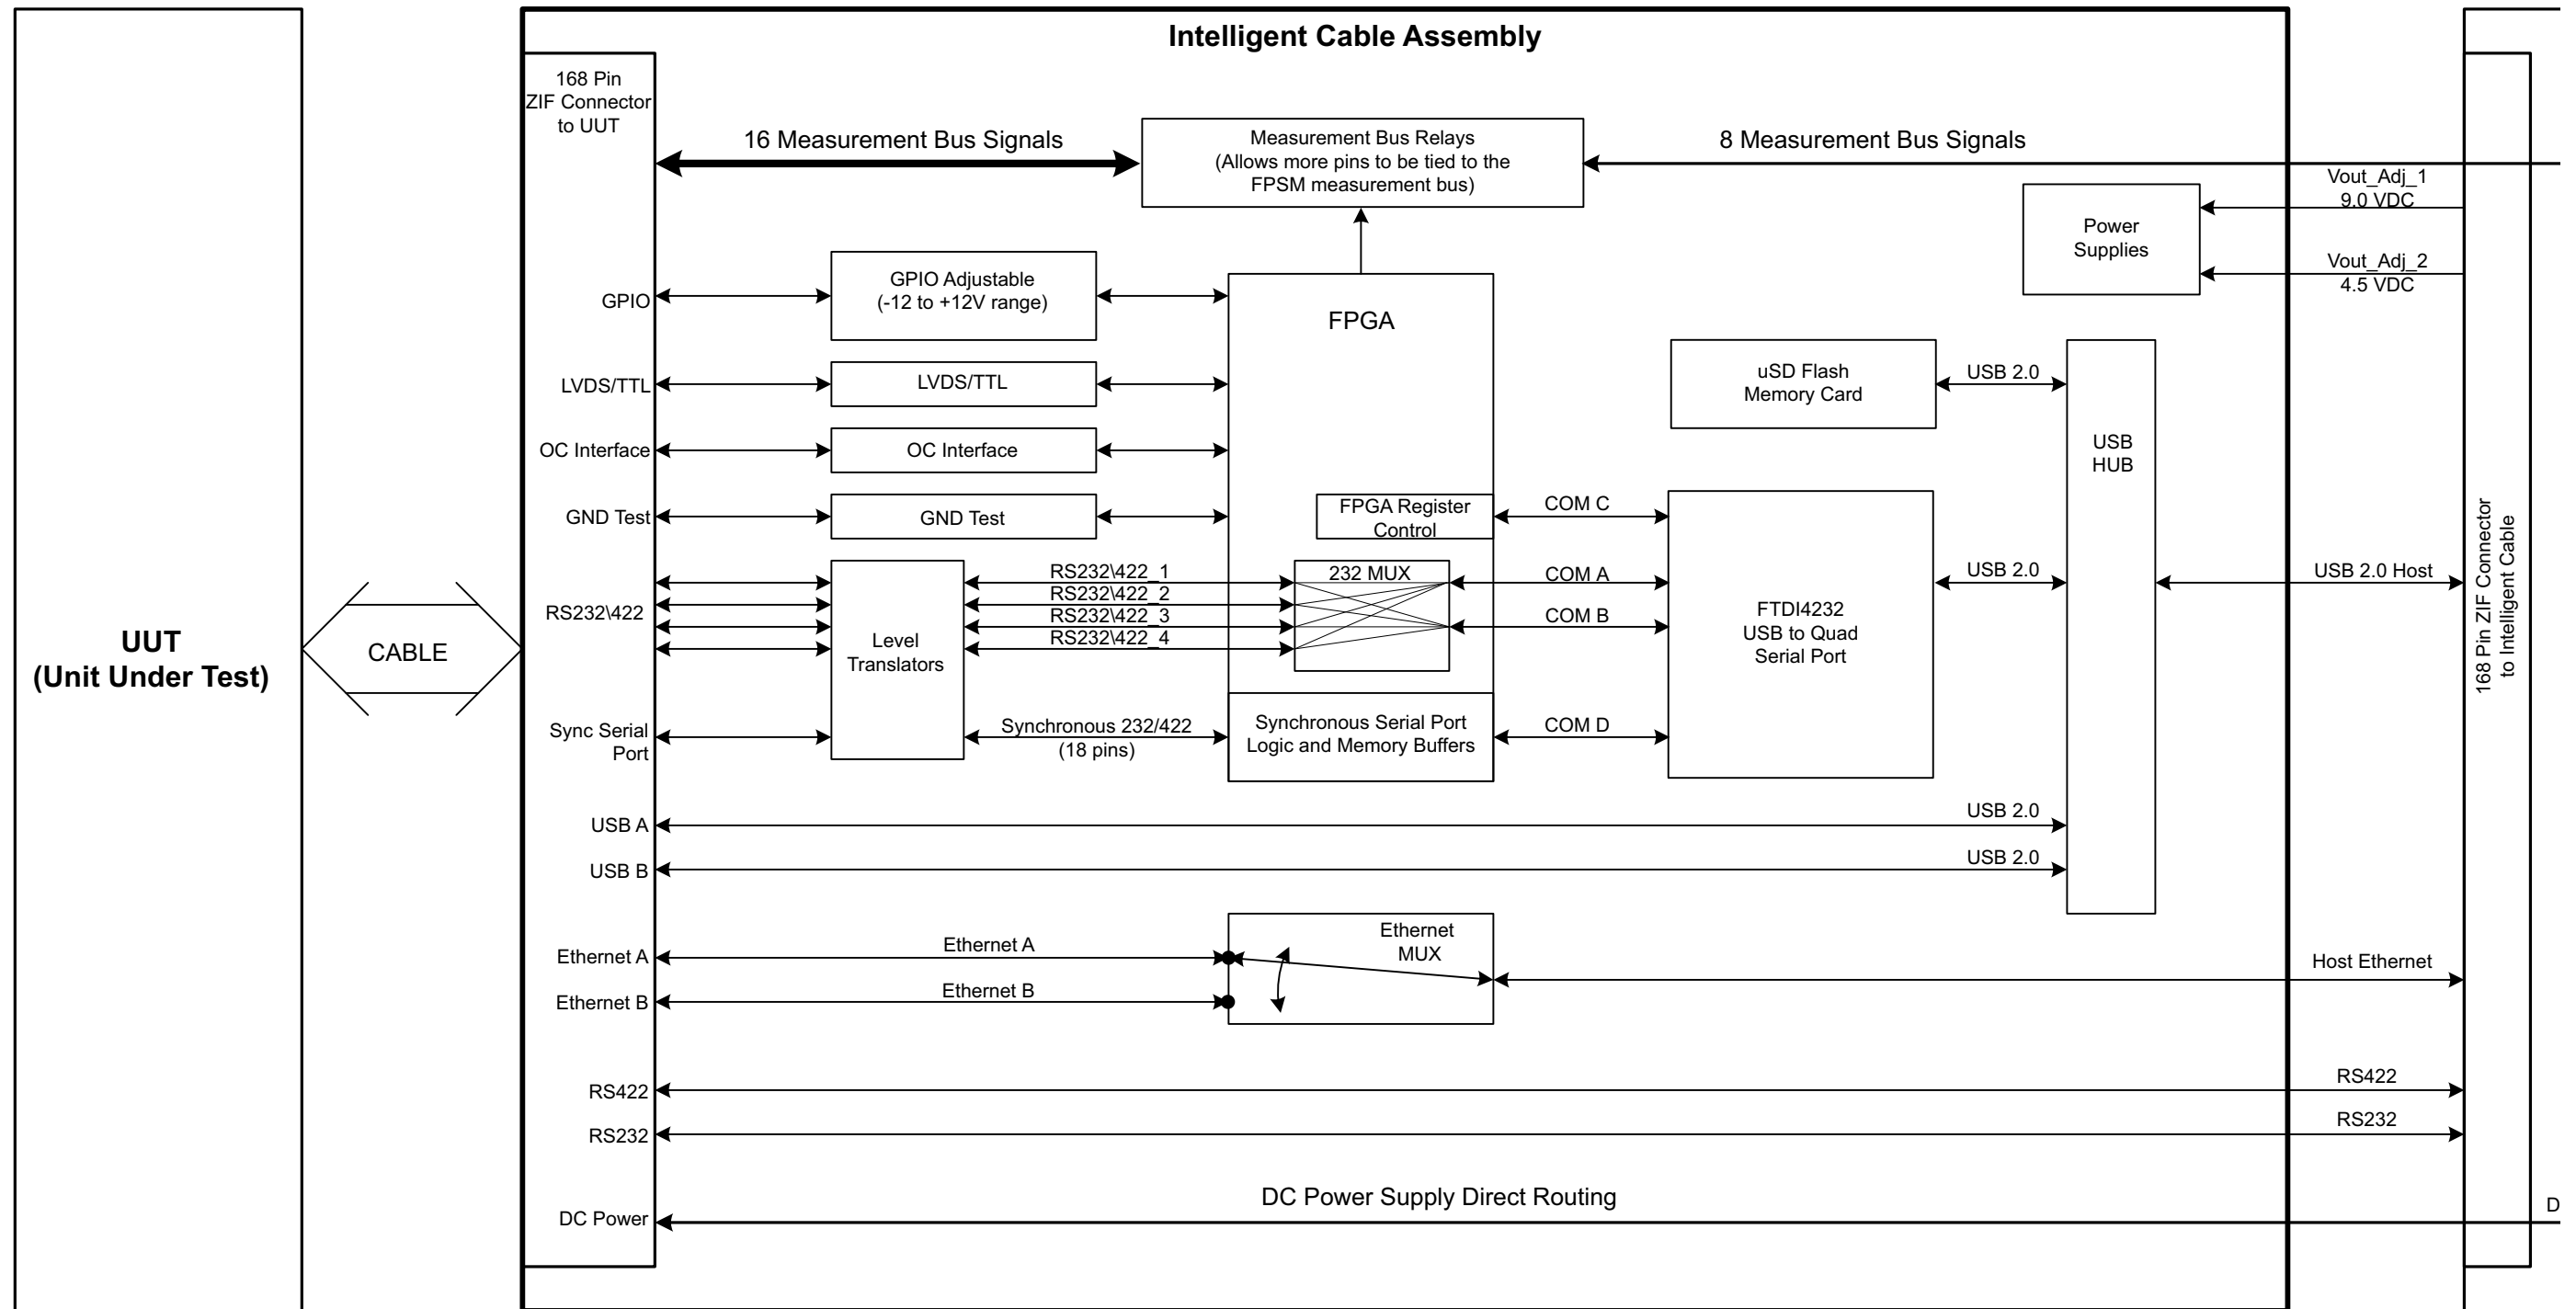 Intelligent Cable Assembly
168 Pin
ZIF Connector
to UUT
16 Measurement Bus Signals
Measurement Bus Relays
(Allows more pins to be tied to the
FPSM measurement bus)
8 Measurement Bus Signals
Vout_Adj_1
9.0 VDC
Power
Supplies
Vout_Adj_2
4.5 VDC
GPIO
GPIO Adjustable
(-12 to +12V range)
FPGA
LVDS/TTL
LVDS/TTL
uSD Flash
Memory Card
USB 2.0
USB
HUB
OC Interface
OC Interface
GND Test
GND Test
FPGA Register
Control
COM C
168 Pin ZIF Connector
to Intelligent Cable
RS232\422
Level
Translators
RS232\422_1
RS232\422_2
RS232\422_3
RS232\422_4
232 MUX
COM A
COM B
FTDI4232
USB to Quad
Serial Port
USB 2.0
USB 2.0 Host
UUT
(Unit Under Test)
CABLE
Sync Serial
Port
Synchronous 232/422
(18 pins)
Synchronous Serial Port
Logic and Memory Buffers
COM D
USB A
USB 2.0
USB B
USB 2.0
Ethernet A
Ethernet A
Ethernet
MUX
Host Ethernet
Ethernet B
Ethernet B
RS422
RS422
RS232
RS232
DC Power
DC Power Supply Direct Routing
D